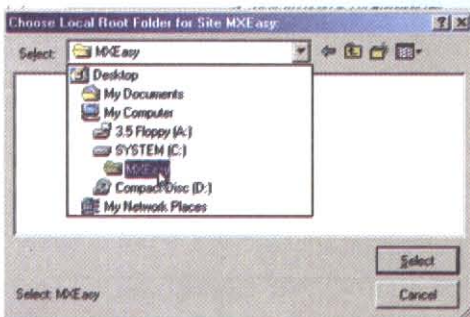 Choose Local Root Folder for Site MXEasy:
Select: MXEasy
Desktop
My Documents
My Computer
3.5 Floppy (A:)
SYSTEM (C:)
MXEasy
Compact Disc (D:)
My Network Places
Select
Select: MXEasy
Cancel